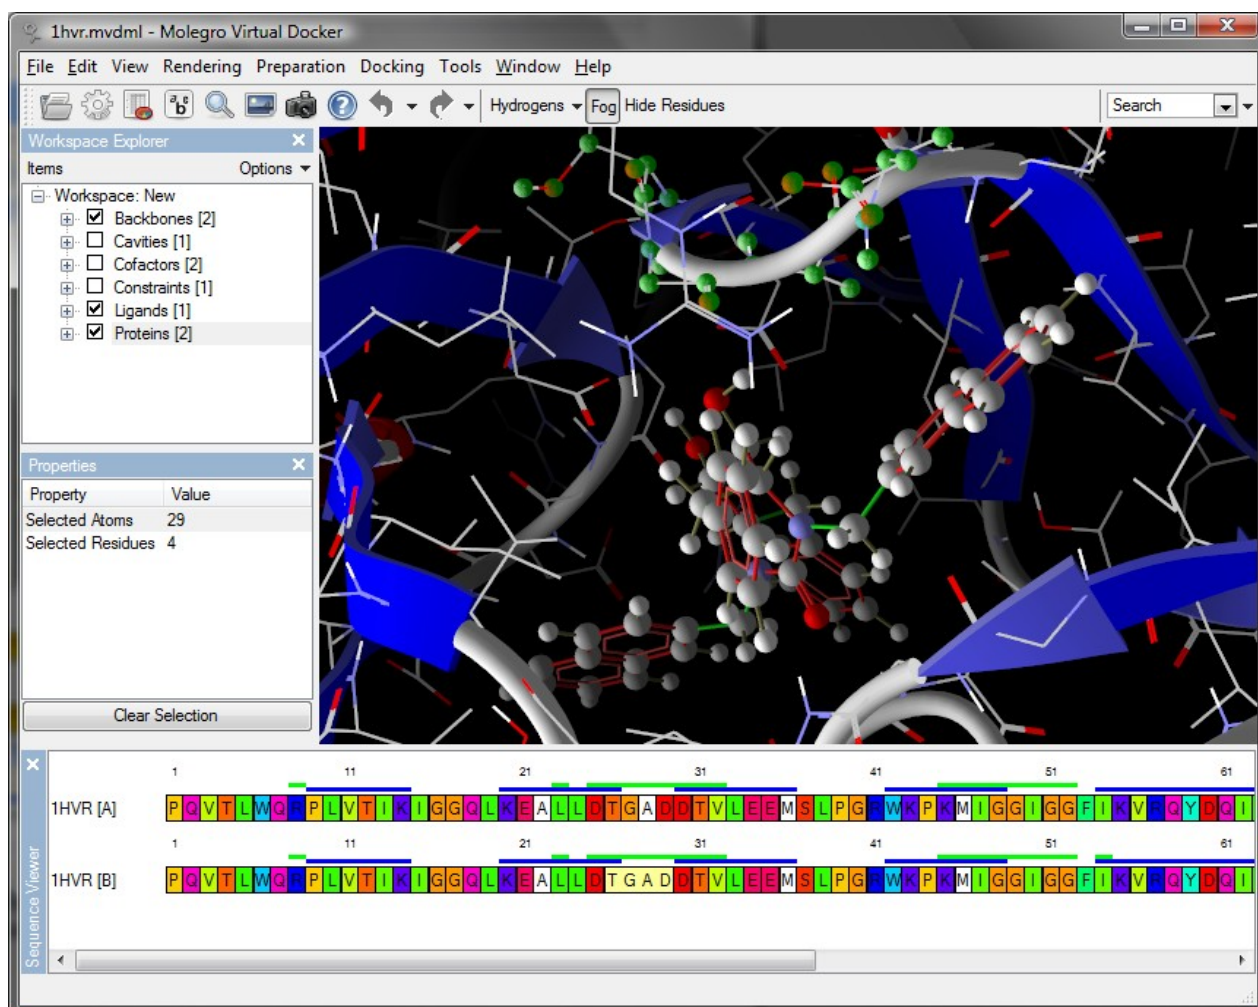 1hvr.mvdml - Molegro Virtual Docker
File Edit View Rendering Preparation Docking Tools Window Help
Hydrogens Fog Hide Residues Search
Workspace Explorer
Items Options
Workspace: New
Backbones [2]
Cavities [1]
Cofactors [2]
Constraints [1]
Ligands [1]
Proteins [2]
Properties
Property Value
Selected Atoms 29
Selected Residues 4
Clear Selection
Sequence Viewer
1 11 21 31 41 51 61
1HVR [A] PQVTLWQRPLVTIKIGGQLKEALLDTGADDTVLEEMSLPGRWKPKMIGGIGGFIKVRQYDQI
1 11 21 31 41 51 61
1HVR [B] PQVTLWQRPLVTIKIGGQLKEALLDTGADDTVLEEMSLPGRWKPKMIGGIGGFIKVRQYDQI